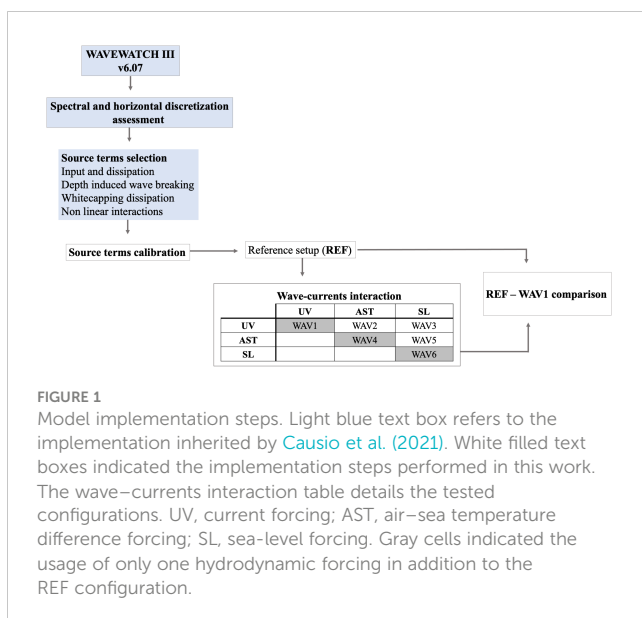 WAVEWATCH III
v6.07
Spectral and horizontal discretization
assessment
Source terms selection
Input and dissipation
Depth induced wave breaking
Whitecapping dissipation
Non linear interactions
Source terms calibration
Reference setup (REF)
Wave-currents interaction
UV AST SL
UV WAV1 WAV2 WAV3
AST WAV4 WAV5
SL WAV6
REF – WAV1 comparison
FIGURE 1
Model implementation steps. Light blue text box refers to the
implementation inherited by Causio et al. (2021). White filled text
boxes indicated the implementation steps performed in this work.
The wave–currents interaction table details the tested
configurations. UV, current forcing; AST, air–sea temperature
difference forcing; SL, sea-level forcing. Gray cells indicated the
usage of only one hydrodynamic forcing in addition to the
REF configuration.